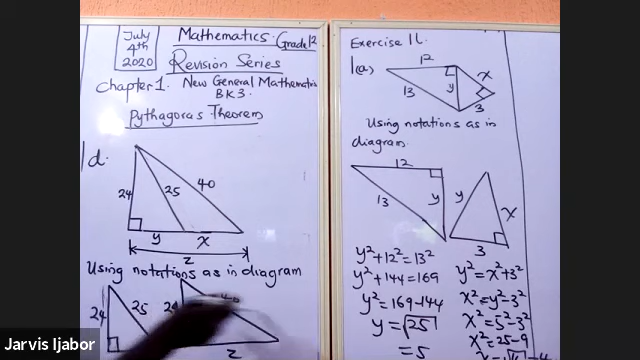 July
4th
2020
Mathematics. Grade 12
Revision Series
Chapter 1. New General Mathematics
BK3
Pythagoras Theorem
1d.
24
25
40
y
x
z
Using notations as in diagram
24
25
24
40
z
Exercise 1c
1(a)
12
13
y
x
3
Using notations as in
diagram
12
13
y
y
x
3
y²+12²=13²
y²+144=169
y²=169-144
y=√25
=5
y²=x²+3²
x²=y²-3²
x²=5²-3²
x²=25-9
Jarvis Ijabor